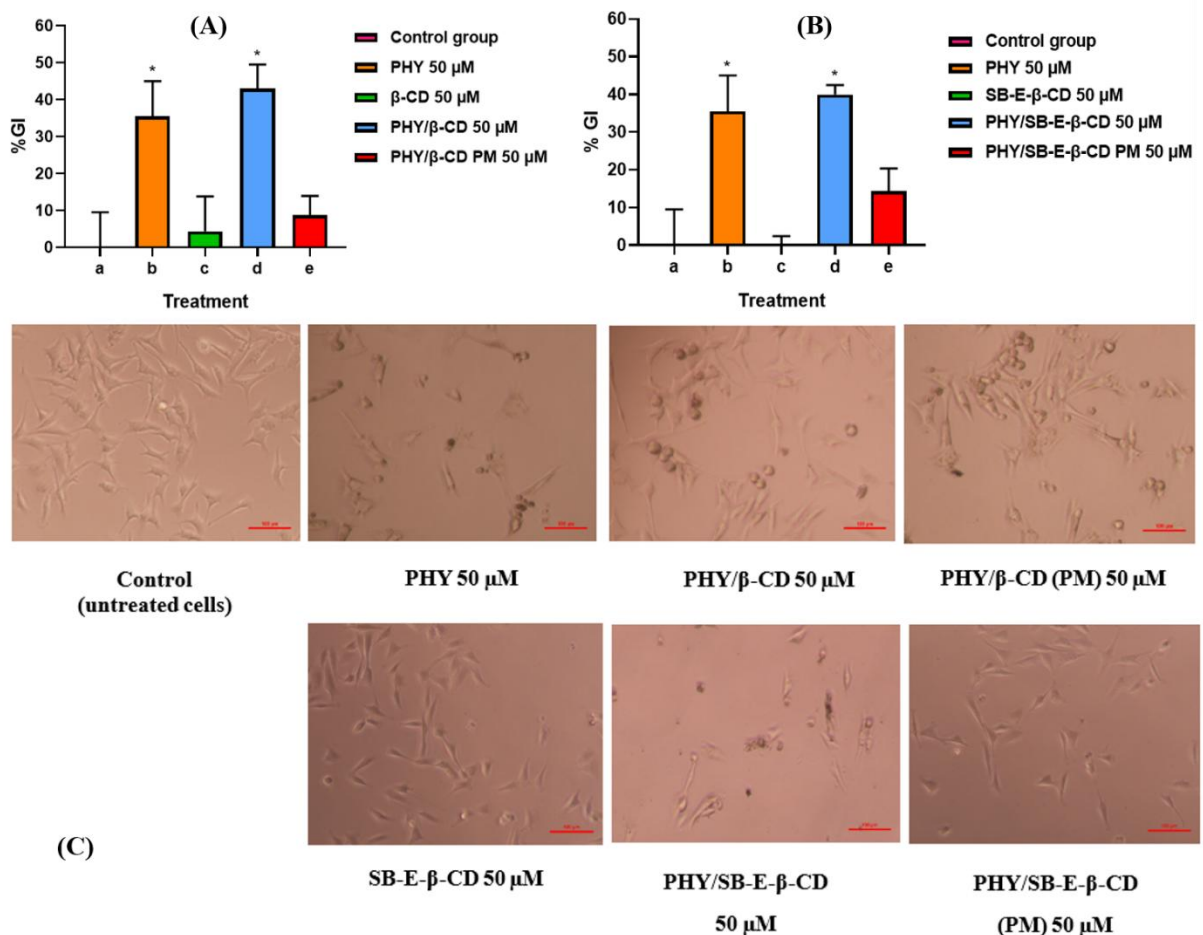 (A)
60
50
40
30
20
10
0
%GI
a b c d e
Treatment
* *
Control group
PHY 50 µM
β-CD 50 µM
PHY/β-CD 50 µM
PHY/β-CD PM 50 µM
(B)
60
50
40
30
20
10
0
% GI
a b c d e
Treatment
* *
Control group
PHY 50 µM
SB-E-β-CD 50 µM
PHY/SB-E-β-CD 50 µM
PHY/SB-E-β-CD PM 50 µM
Control
(untreated cells)
PHY 50 µM
PHY/β-CD 50 µM
PHY/β-CD (PM) 50 µM
(C)
SB-E-β-CD 50 µM
PHY/SB-E-β-CD
50 µM
PHY/SB-E-β-CD
(PM) 50 µM